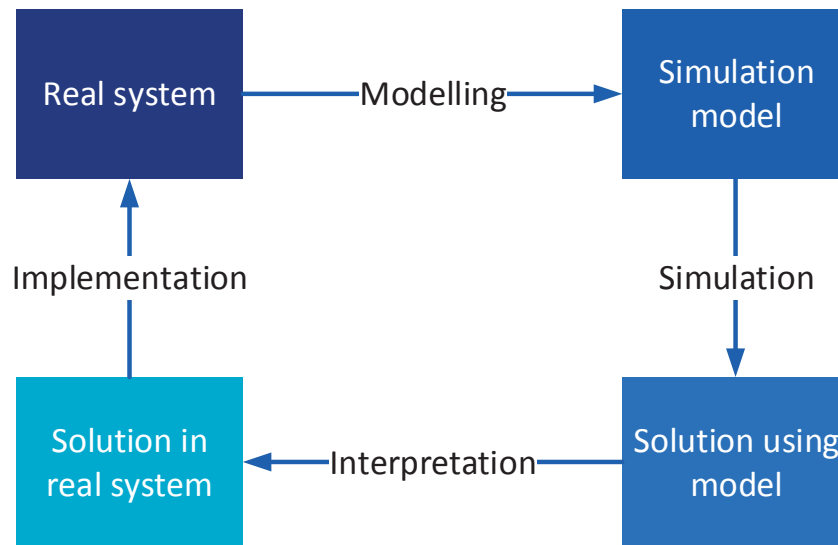 Real system
Modelling
Simulation
model
Implementation
Simulation
Solution in
real system
Interpretation
Solution using
model